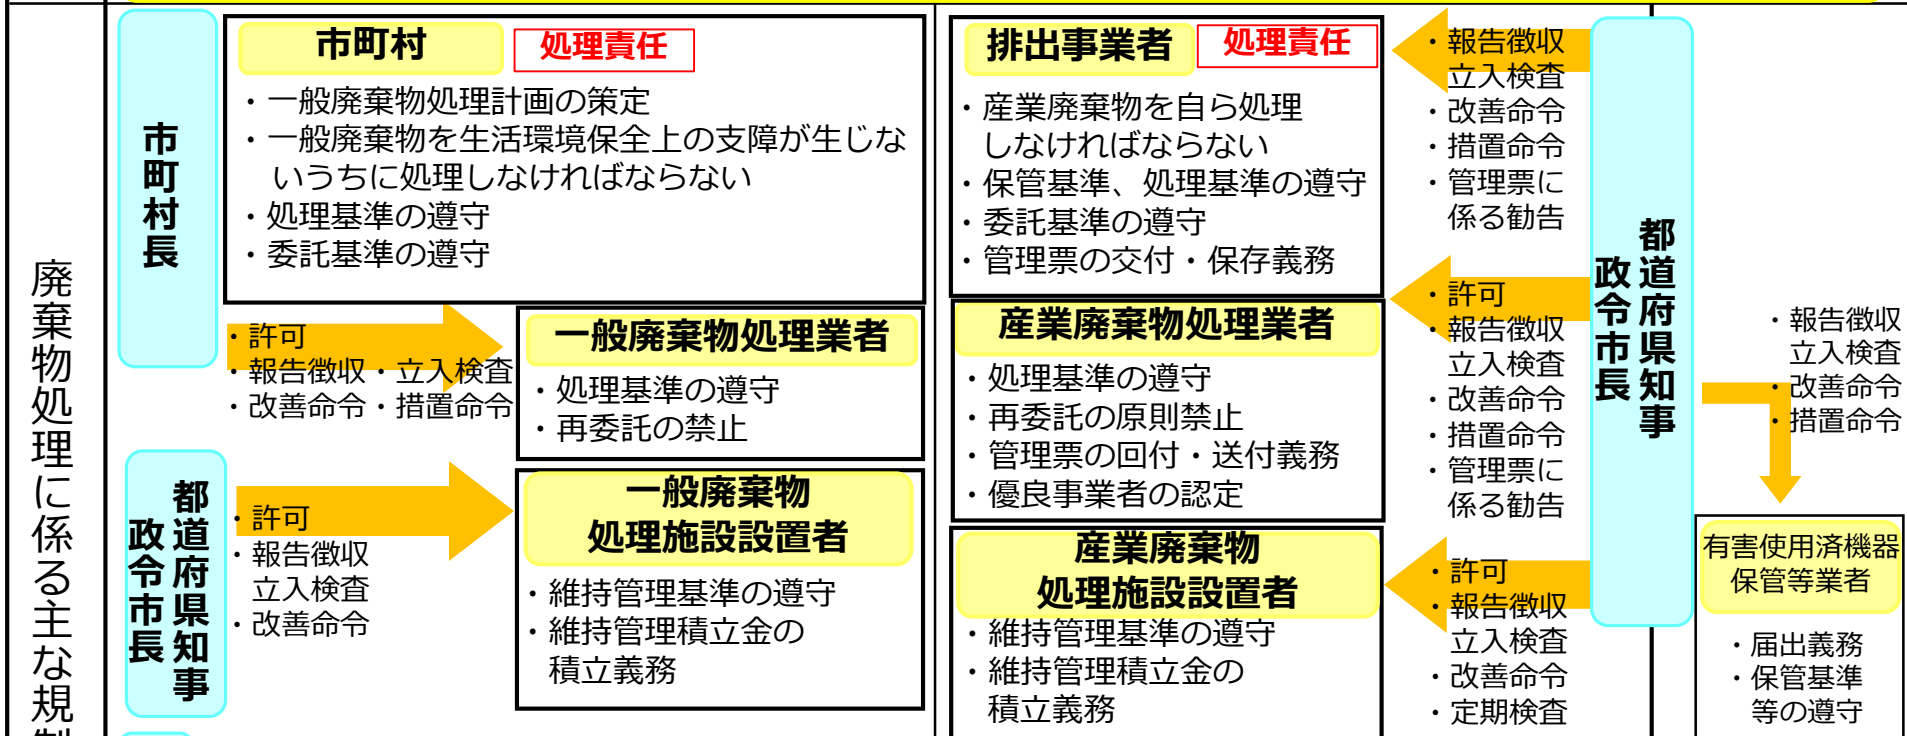 廃棄物処理に係る主な規制
市町村長
市町村
処理責任
・一般廃棄物処理計画の策定
・一般廃棄物を生活環境保全上の支障が生じな
いうちに処理しなければならない
・処理基準の遵守
・委託基準の遵守
・許可
・報告徴収・立入検査
・改善命令・措置命令
一般廃棄物処理業者
・処理基準の遵守
・再委託の禁止
都道府県知事
政令市長
・許可
・報告徴収
立入検査
・改善命令
一般廃棄物
処理施設設置者
・維持管理基準の遵守
・維持管理積立金の
積立義務
排出事業者
処理責任
・産業廃棄物を自ら処理
しなければならない
・保管基準、処理基準の遵守
・委託基準の遵守
・管理票の交付・保存義務
・報告徴収
立入検査
・改善命令
・措置命令
・管理票に
係る勧告
産業廃棄物処理業者
・処理基準の遵守
・再委託の原則禁止
・管理票の回付・送付義務
・優良事業者の認定
・許可
・報告徴収
立入検査
・改善命令
・措置命令
・管理票に
係る勧告
産業廃棄物
処理施設設置者
・維持管理基準の遵守
・維持管理積立金の
積立義務
・許可
・報告徴収
立入検査
・改善命令
・定期検査
都道府県知事
政令市長
・報告徴収
立入検査
・改善命令
・措置命令
有害使用済機器
保管等業者
・届出義務
・保管基準
等の遵守